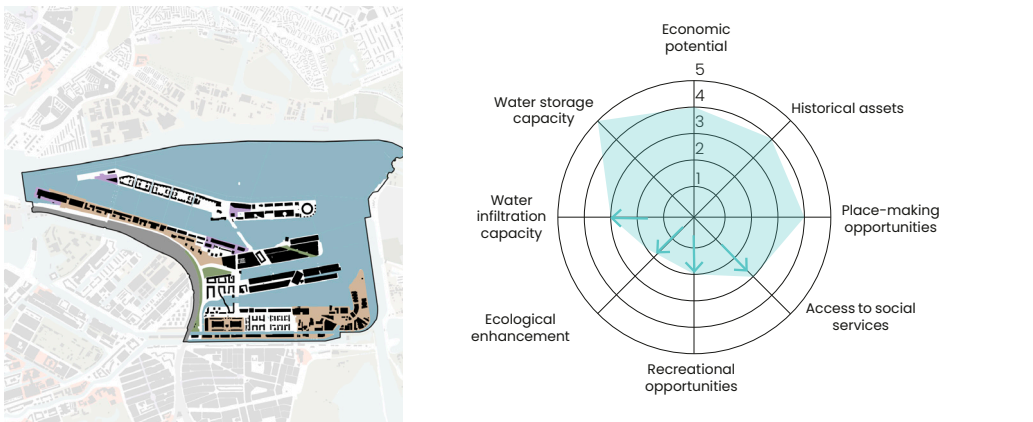 Economic
potential
5
4
3
2
1
Historical assets
Place-making
opportunities
Access to social
services
Recreational
opportunities
Ecological
enhancement
Water
infiltration
capacity
Water storage
capacity